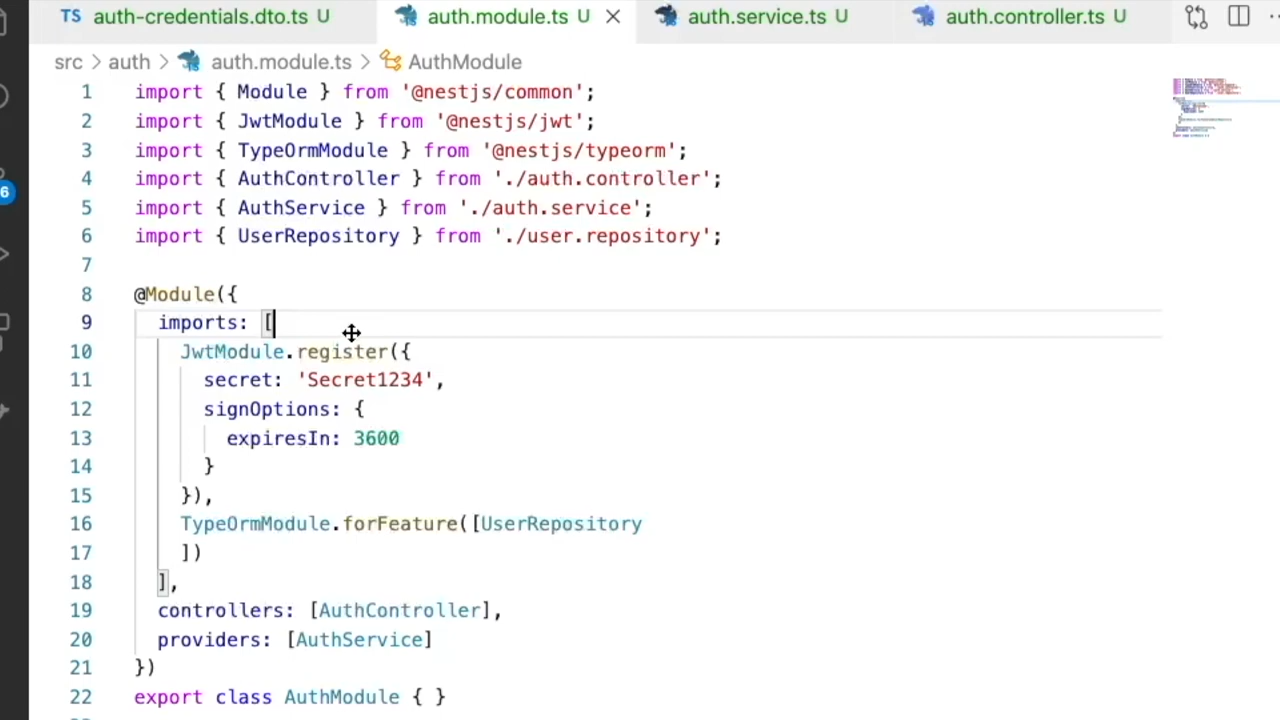 TS auth-credentials.dto.ts U auth.module.ts U auth.service.ts U auth.controller.ts U
src > auth > auth.module.ts > AuthModule
6
1 import { Module } from '@nestjs/common';
2 import { JwtModule } from '@nestjs/jwt';
3 import { TypeOrmModule } from '@nestjs/typeorm';
4 import { AuthController } from './auth.controller';
5 import { AuthService } from './auth.service';
6 import { UserRepository } from './user.repository';
7
8 @Module({
9 imports: [
10 JwtModule.register({
11 secret: 'Secret1234',
12 signOptions: {
13 expiresIn: 3600
14 }
15 }),
16 TypeOrmModule.forFeature([UserRepository
17 ])
18 ],
19 controllers: [AuthController],
20 providers: [AuthService]
21 })
22 export class AuthModule { }